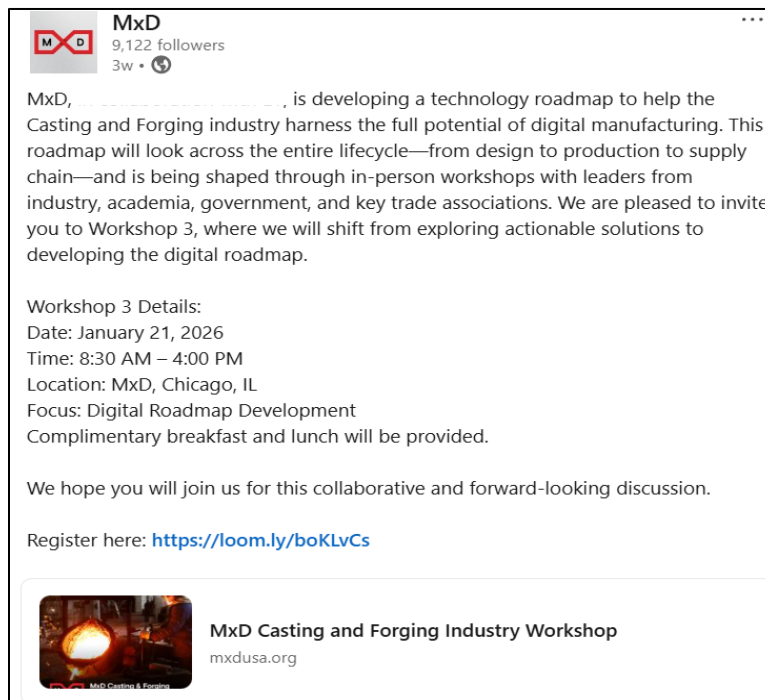 MxD
9,122 followers
3w •
M D
MxD, is developing a technology roadmap to help the
Casting and Forging industry harness the full potential of digital manufacturing. This
roadmap will look across the entire lifecycle—from design to production to supply
chain—and is being shaped through in-person workshops with leaders from
industry, academia, government, and key trade associations. We are pleased to invite
you to Workshop 3, where we will shift from exploring actionable solutions to
developing the digital roadmap.
Workshop 3 Details:
Date: January 21, 2026
Time: 8:30 AM – 4:00 PM
Location: MxD, Chicago, IL
Focus: Digital Roadmap Development
Complimentary breakfast and lunch will be provided.
We hope you will join us for this collaborative and forward-looking discussion.
Register here: https://loom.ly/boKLvCs
MxD Casting and Forging Industry Workshop
mxdusa.org
MxD Casting & Forging